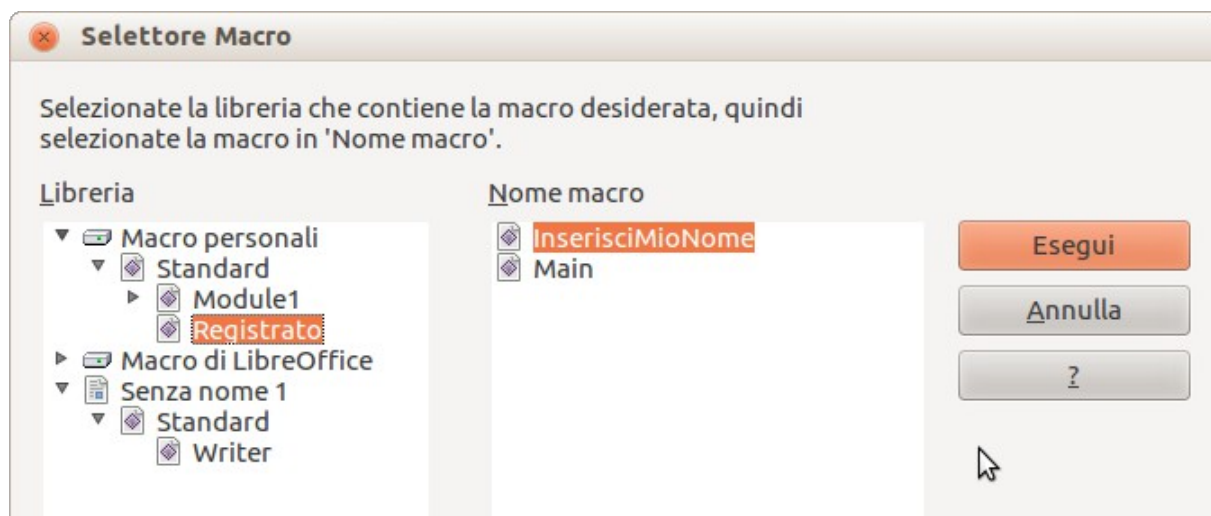 Selettore Macro
Selezionate la libreria che contiene la macro desiderata, quindi
selezionate la macro in 'Nome macro'.
Libreria
Macro personali
Standard
Module1
Registrato
Macro di LibreOffice
Senza nome 1
Standard
Writer
Nome macro
InserisciMioNome
Main
Esegui
Annulla
?